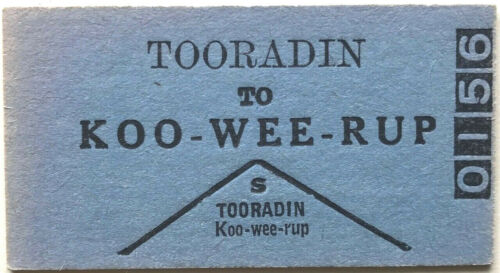 TOORADIN
TO
KOO-WEE-RUP
S
TOORADIN
Koo-wee-rup
0156